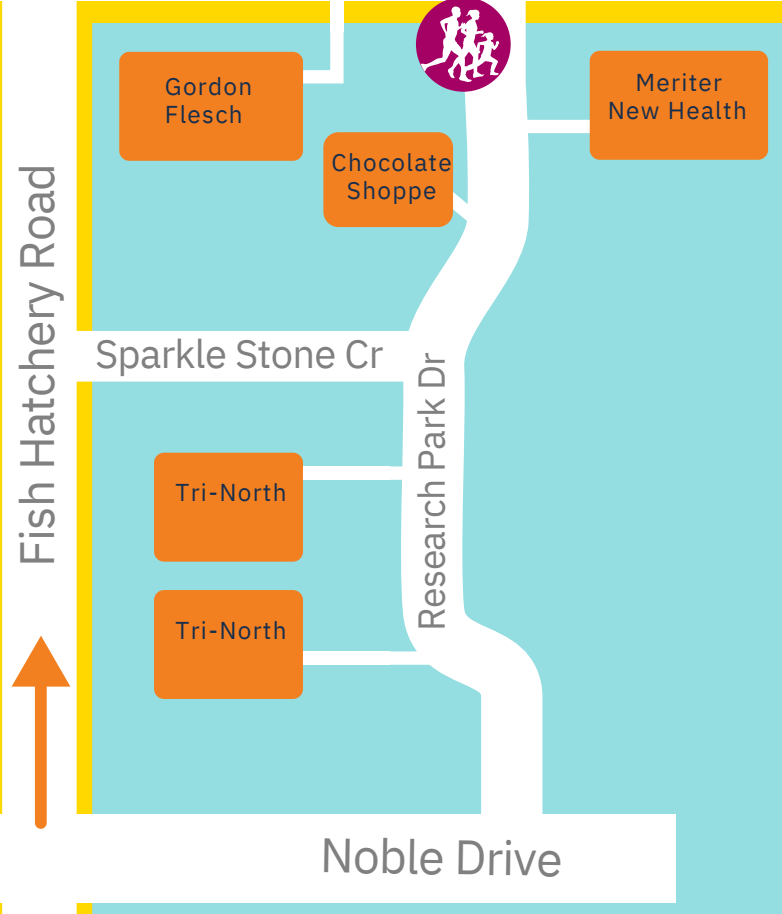 Gordon
Flesch
Meriter
New Health
Chocolate
Shoppe
Fish Hatchery Road
Sparkle Stone Cr
Research Park Dr
Tri-North
Tri-North
Noble Drive